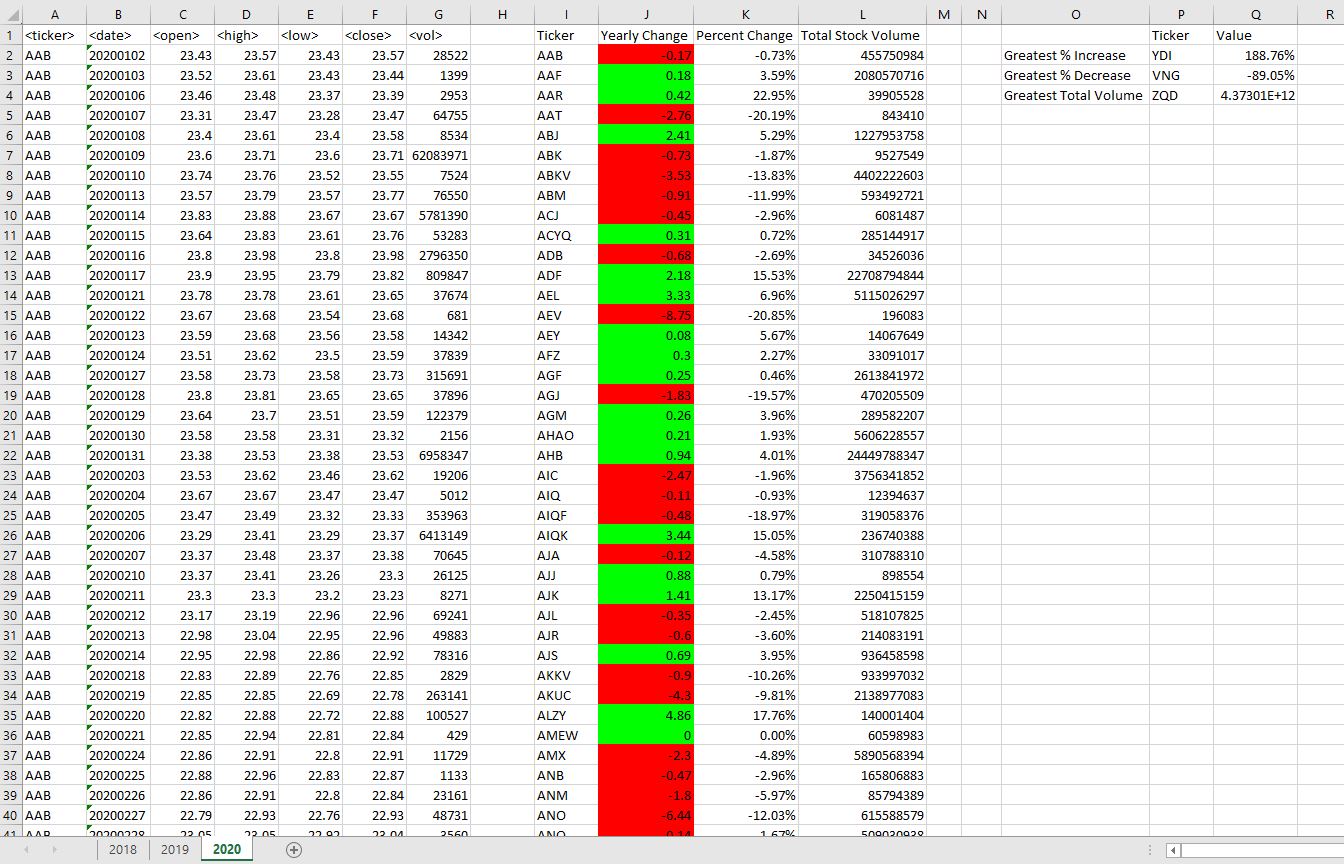 A B C D E F G H I J K L M N O P Q R
1 <ticker> <date> <open> <high> <low> <close> <vol> Ticker Yearly Change Percent Change Total Stock Volume Ticker Value
2 AAB 20200102 23.43 23.57 23.43 23.57 28522 AAB -0.17 -0.73% 455750984 Greatest % Increase YDI 188.76%
3 AAB 20200103 23.52 23.61 23.43 23.44 1399 AAF 0.18 3.59% 2080570716 Greatest % Decrease VNG -89.05%
4 AAB 20200106 23.46 23.48 23.37 23.39 2953 AAR 0.42 22.95% 39905528 Greatest Total Volume ZQD 4.37301E+12
5 AAB 20200107 23.31 23.47 23.28 23.47 64755 AAT -2.76 -20.19% 843410
6 AAB 20200108 23.4 23.61 23.4 23.58 8534 ABJ 2.41 5.29% 1227953758
7 AAB 20200109 23.6 23.71 23.6 23.71 62083971 ABK -0.73 -1.87% 9527549
8 AAB 20200110 23.74 23.76 23.52 23.55 7524 ABKV -3.53 -13.83% 4402222603
9 AAB 20200113 23.57 23.79 23.57 23.77 76550 ABM -0.91 -11.99% 593492721
10 AAB 20200114 23.83 23.88 23.67 23.67 5781390 ACJ -0.45 -2.96% 6081487
11 AAB 20200115 23.64 23.83 23.61 23.76 53283 ACYQ 0.31 0.72% 285144917
12 AAB 20200116 23.8 23.98 23.8 23.98 2796350 ADB -0.68 -2.69% 34526036
13 AAB 20200117 23.9 23.95 23.79 23.82 809847 ADF 2.18 15.53% 22708794844
14 AAB 20200121 23.78 23.78 23.61 23.65 37674 AEL 3.33 6.96% 5115026297
15 AAB 20200122 23.67 23.68 23.54 23.68 681 AEV -8.75 -20.85% 196083
16 AAB 20200123 23.59 23.68 23.56 23.58 14342 AEY 0.08 5.67% 14067649
17 AAB 20200124 23.51 23.62 23.5 23.59 37839 AFZ 0.3 2.27% 33091017
18 AAB 20200127 23.58 23.73 23.58 23.73 315691 AGF 0.25 0.46% 2613841972
19 AAB 20200128 23.8 23.81 23.65 23.65 37896 AGJ -1.83 -19.57% 470205509
20 AAB 20200129 23.64 23.7 23.51 23.59 122379 AGM 0.26 3.96% 289582207
21 AAB 20200130 23.58 23.58 23.31 23.32 2156 AHAO 0.21 1.93% 5606228557
22 AAB 20200131 23.38 23.53 23.38 23.53 6958347 AHB 0.94 4.01% 24449788347
23 AAB 20200203 23.53 23.62 23.46 23.62 19206 AIC -2.47 -1.96% 3756341852
24 AAB 20200204 23.67 23.67 23.47 23.47 5012 AIQ -0.11 -0.93% 12394637
25 AAB 20200205 23.47 23.49 23.32 23.33 353963 AIQF -0.48 -18.97% 319058376
26 AAB 20200206 23.29 23.41 23.29 23.37 6413149 AIQK 3.44 15.05% 236740388
27 AAB 20200207 23.37 23.48 23.37 23.38 70645 AJA -0.12 -4.58% 310788310
28 AAB 20200210 23.37 23.41 23.26 23.3 26125 AJJ 0.88 0.79% 898554
29 AAB 20200211 23.3 23.3 23.2 23.23 8271 AJK 1.41 13.17% 2250415159
30 AAB 20200212 23.17 23.19 22.96 22.96 69241 AJL -0.35 -2.45% 518107825
31 AAB 20200213 22.98 23.04 22.95 22.96 49883 AJR -0.6 -3.60% 214083191
32 AAB 20200214 22.95 22.98 22.86 22.92 78316 AJS 0.69 3.95% 936458598
33 AAB 20200218 22.83 22.89 22.76 22.85 2829 AKKV -0.9 -10.26% 933997032
34 AAB 20200219 22.85 22.85 22.69 22.78 263141 AKUC -4.3 -9.81% 2138977083
35 AAB 20200220 22.82 22.88 22.72 22.88 100527 ALZY 4.86 17.76% 140001404
36 AAB 20200221 22.85 22.94 22.81 22.84 429 AMEW 0 0.00% 60598983
37 AAB 20200224 22.86 22.91 22.8 22.91 11729 AMX -2.3 -4.89% 5890568394
38 AAB 20200225 22.88 22.96 22.83 22.87 1133 ANB -0.47 -2.96% 165806883
39 AAB 20200226 22.86 22.91 22.8 22.84 23161 ANM -1.8 -5.97% 85794389
40 AAB 20200227 22.79 22.93 22.76 22.93 48731 ANO -6.44 -12.03% 615588579
41 AAB 20200228 23.05 23.05
2018 2019 2020